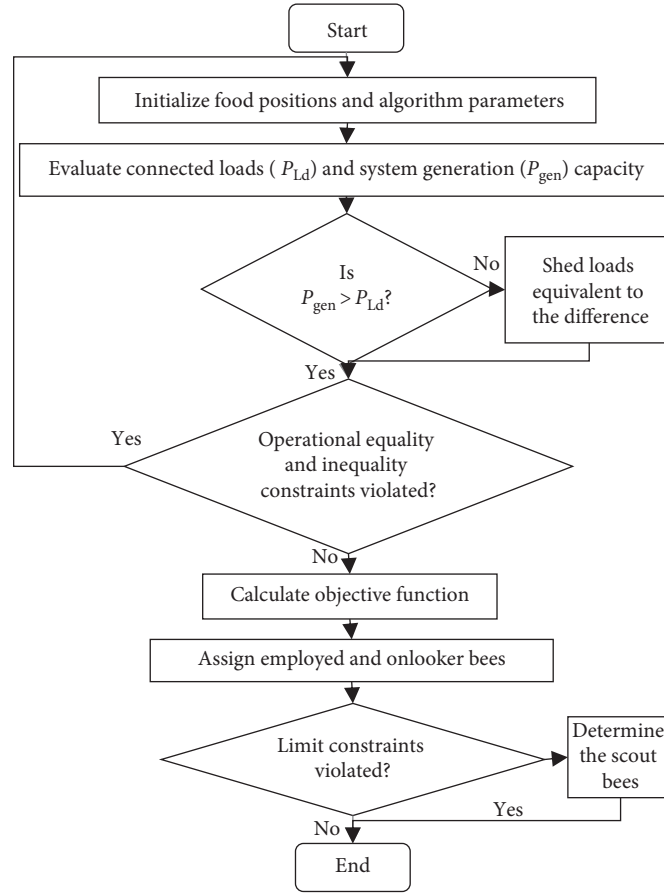 Start
Initialize food positions and algorithm parameters
Evaluate connected loads ( P_Ld) and system generation (P_gen) capacity
Is
P_gen > P_Ld?
No
Shed loads
equivalent to
the difference
Yes
Yes
Operational equality
and inequality
constraints violated?
No
Calculate objective function
Assign employed and onlooker bees
Limit constraints
violated?
Determine
the scout
bees
Yes
No
End